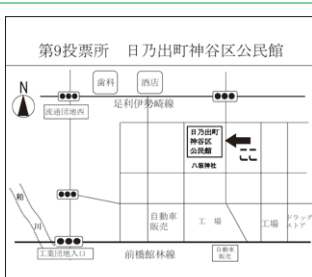 第9投票所 日乃出町神谷区公民館
歯科
酒店
N
足利伊勢崎線
流通団地西
日乃出町
神谷区
公民館
ここ
八坂神社
粕川
自動車
販売
工場
工場
ドラッグ
ストア
工業団地入口
前橋館林線
自動車
販売